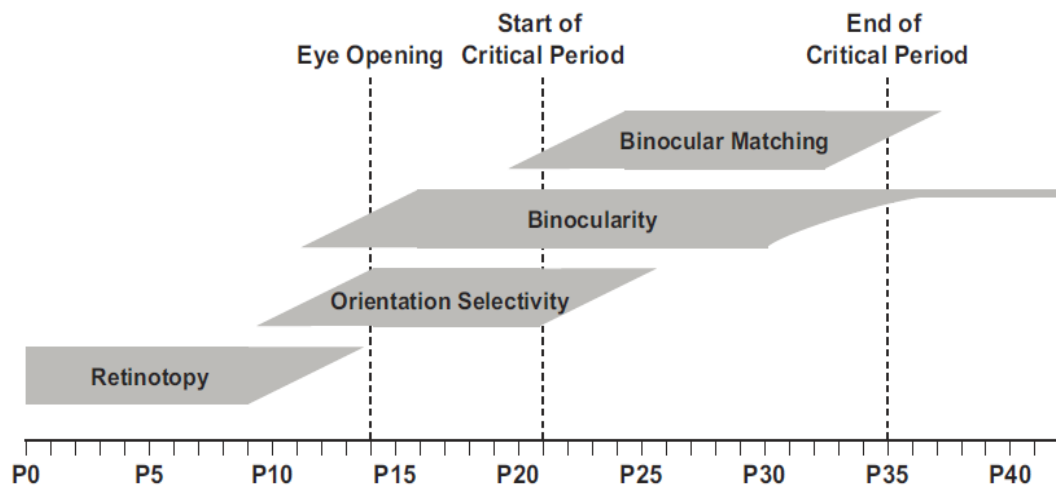 Eye Opening
Start of
Critical Period
End of
Critical Period
Binocular Matching
Binocularity
Orientation Selectivity
Retinotopy
P0 P5 P10 P15 P20 P25 P30 P35 P40